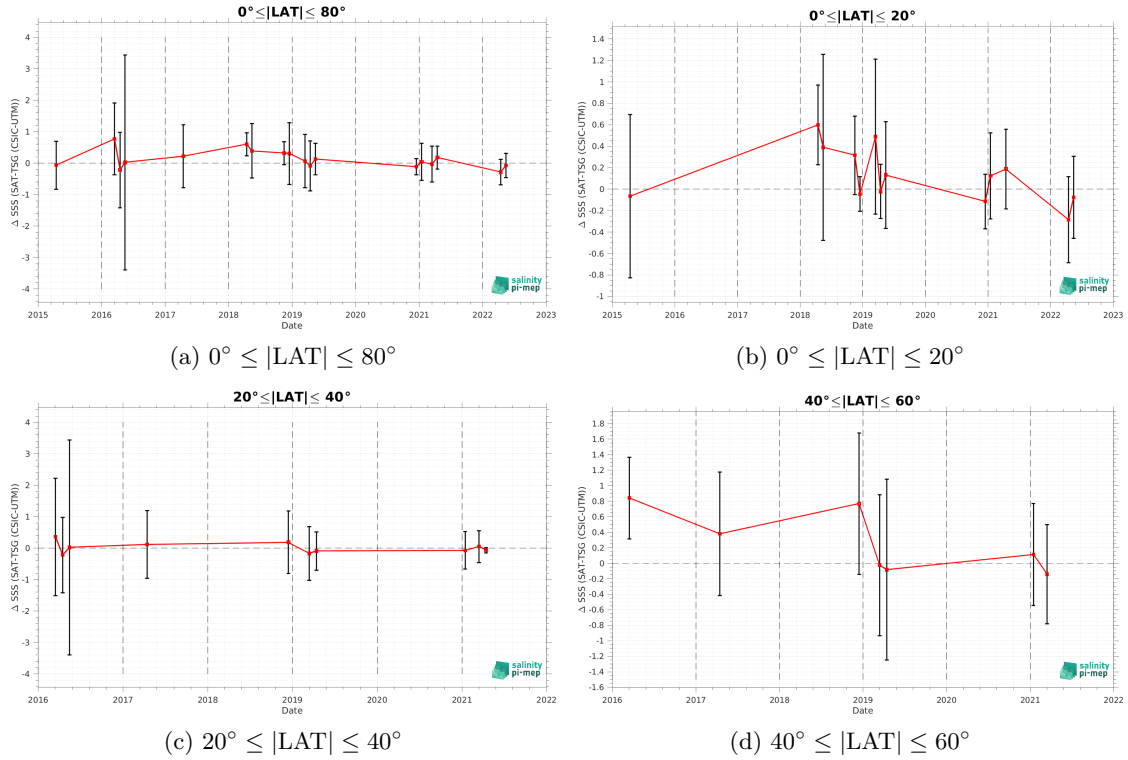 0°≤|LAT|≤ 80°
4
3
2
1
0
-1
-2
-3
-4
Δ SSS (SAT-TSG (CSIC-UTM))
2015 2016 2017 2018 2019 2020 2021 2022 2023
Date
salinity
pi-mep
(a) 0° ≤ |LAT| ≤ 80°
0°≤|LAT|≤ 20°
1.4
1.2
1
0.8
0.6
0.4
0.2
0
-0.2
-0.4
-0.6
-0.8
-1
Δ SSS (SAT-TSG (CSIC-UTM))
2015 2016 2017 2018 2019 2020 2021 2022 2023
Date
salinity
pi-mep
(b) 0° ≤ |LAT| ≤ 20°
20°≤|LAT|≤ 40°
4
3
2
1
0
-1
-2
-3
-4
Δ SSS (SAT-TSG (CSIC-UTM))
2016 2017 2018 2019 2020 2021 2022
Date
salinity
pi-mep
(c) 20° ≤ |LAT| ≤ 40°
40°≤|LAT|≤ 60°
1.8
1.6
1.4
1.2
1
0.8
0.6
0.4
0.2
0
-0.2
-0.4
-0.6
-0.8
-1
-1.2
-1.4
-1.6
Δ SSS (SAT-TSG (CSIC-UTM))
2016 2017 2018 2019 2020 2021 2022
Date
salinity
pi-mep
(d) 40° ≤ |LAT| ≤ 60°